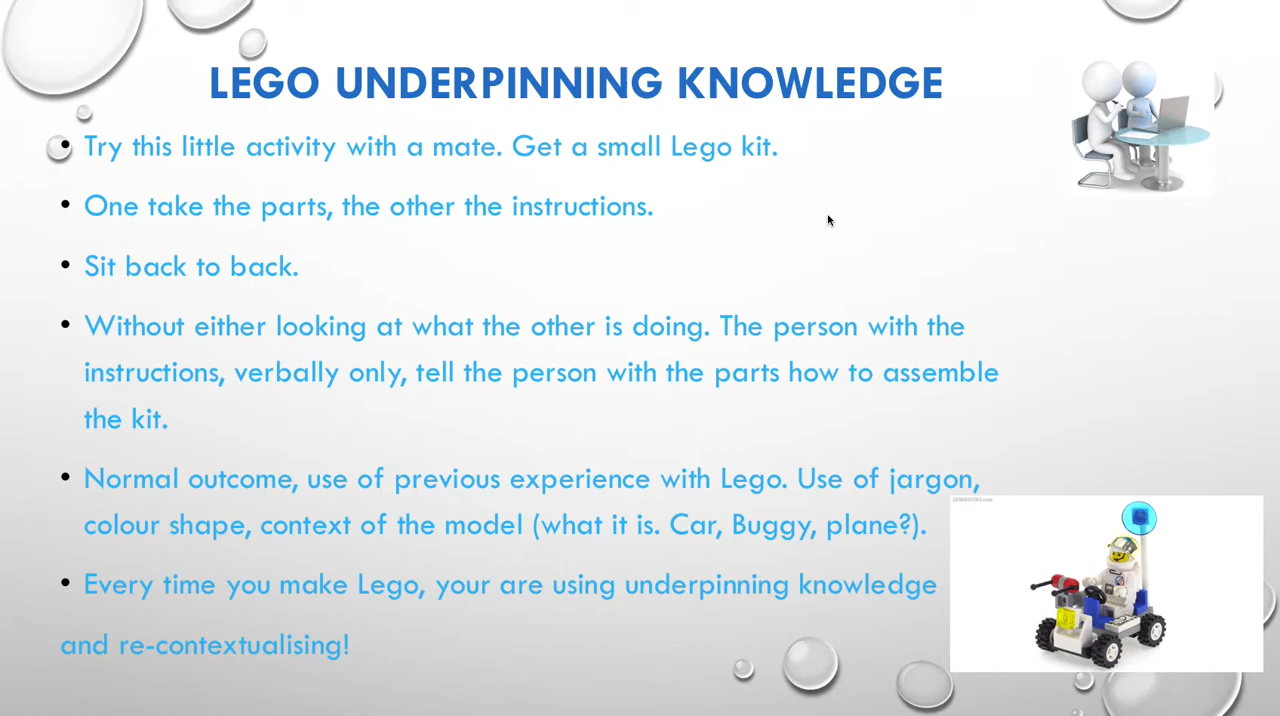 LEGO UNDERPINNING KNOWLEDGE
• Try this little activity with a mate. Get a small Lego kit.
• One take the parts, the other the instructions.
• Sit back to back.
• Without either looking at what the other is doing. The person with the
instructions, verbally only, tell the person with the parts how to assemble
the kit.
• Normal outcome, use of previous experience with Lego. Use of jargon,
colour shape, context of the model (what it is. Car, Buggy, plane?).
• Every time you make Lego, your are using underpinning knowledge
and re-contextualising!